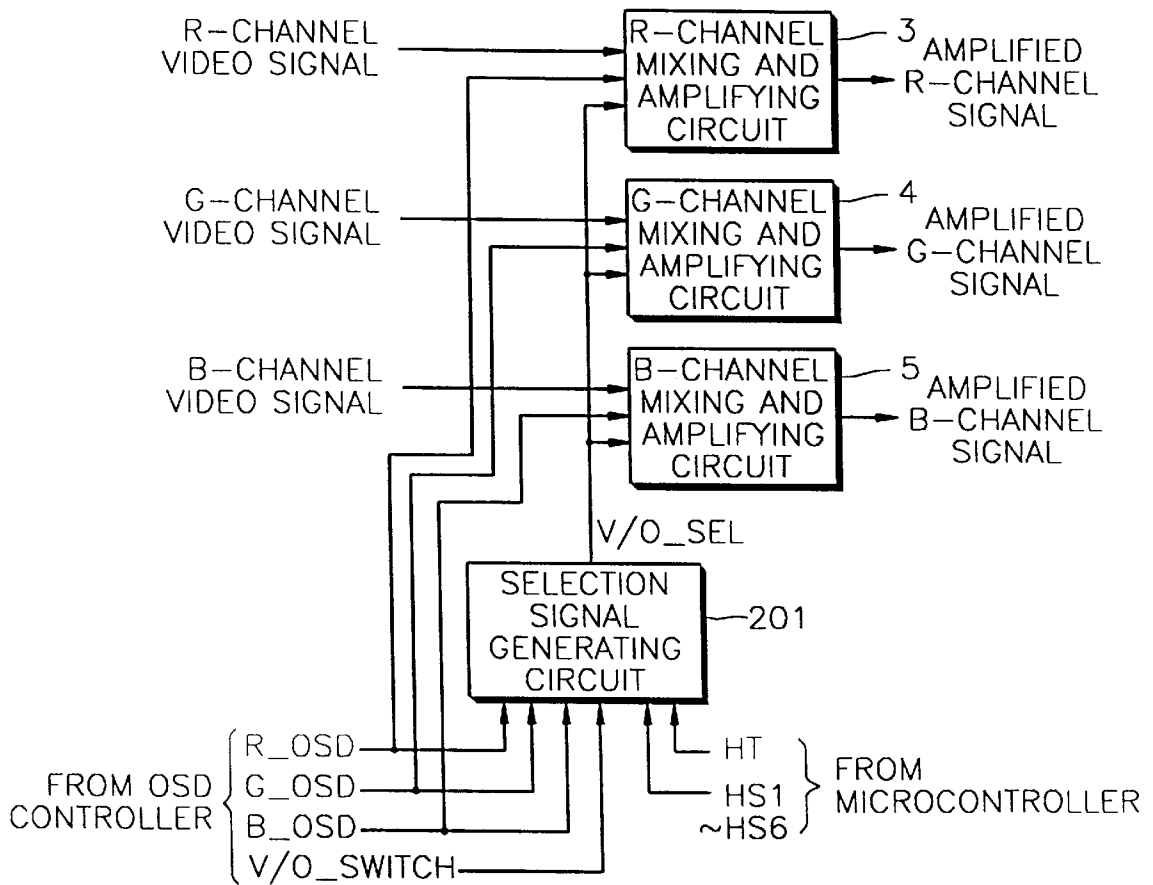 R-CHANNEL
VIDEO SIGNAL
R-CHANNEL
MIXING AND
AMPLIFYING
CIRCUIT
3
AMPLIFIED
R-CHANNEL
SIGNAL
G-CHANNEL
VIDEO SIGNAL
G-CHANNEL
MIXING AND
AMPLIFYING
CIRCUIT
4
AMPLIFIED
G-CHANNEL
SIGNAL
B-CHANNEL
VIDEO SIGNAL
B-CHANNEL
MIXING AND
AMPLIFYING
CIRCUIT
5
AMPLIFIED
B-CHANNEL
SIGNAL
V/O_SEL
SELECTION
SIGNAL
GENERATING
CIRCUIT
201
FROM OSD
CONTROLLER
R_OSD
G_OSD
B_OSD
V/O_SWITCH
HT
HS1
~HS6
FROM
MICROCONTROLLER